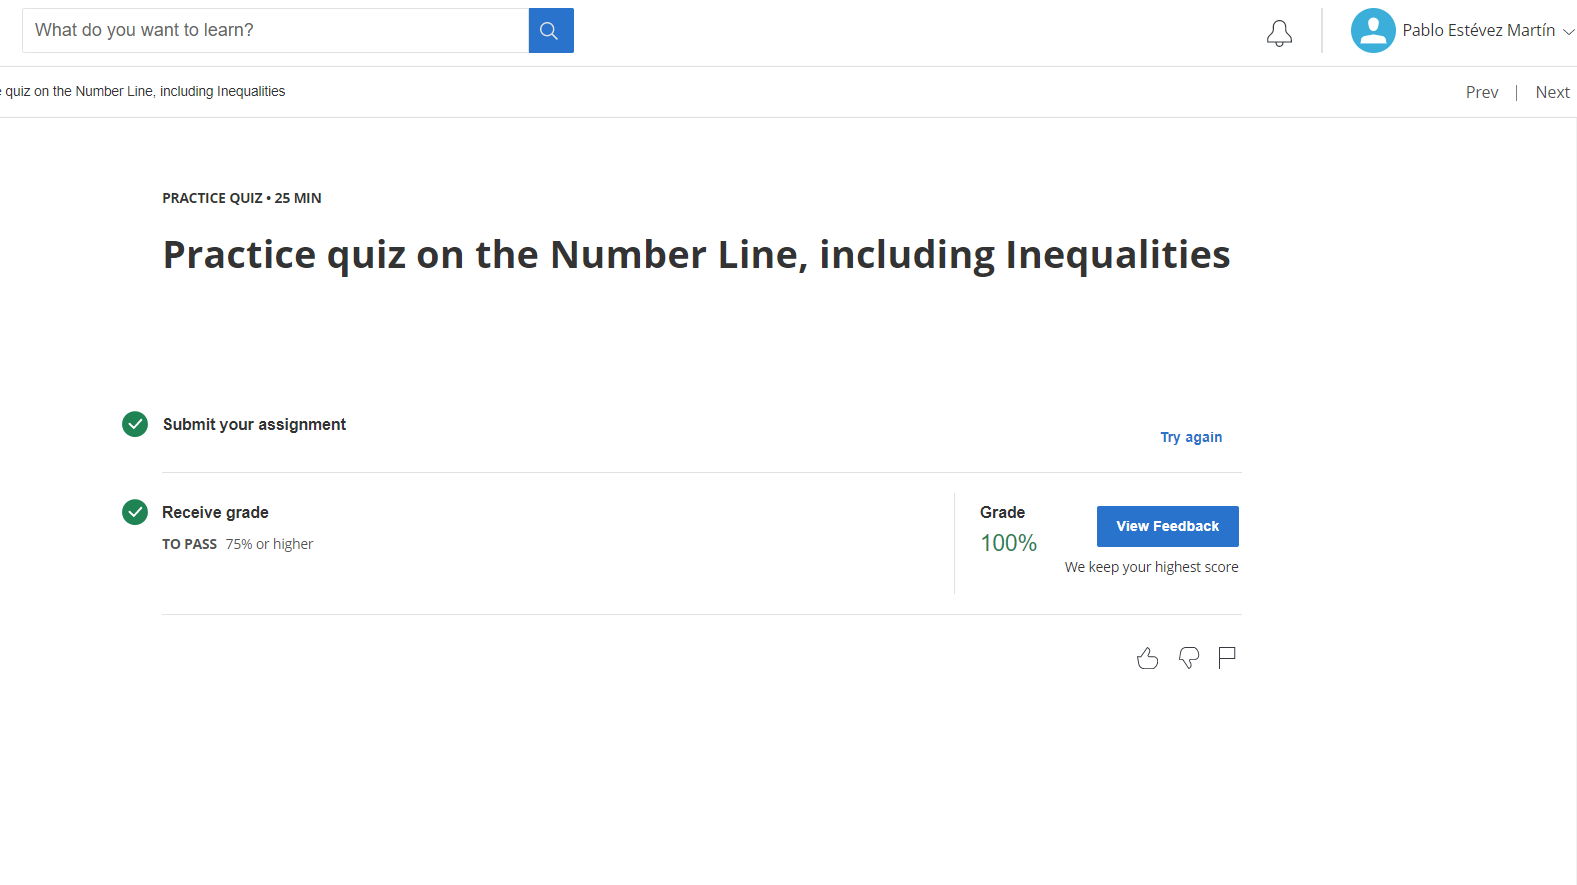 What do you want to learn?
Pablo Estévez Martín
quiz on the Number Line, including Inequalities
Prev | Next
PRACTICE QUIZ • 25 MIN
Practice quiz on the Number Line, including Inequalities
Submit your assignment
Try again
Receive grade
TO PASS 75% or higher
Grade
100%
View Feedback
We keep your highest score